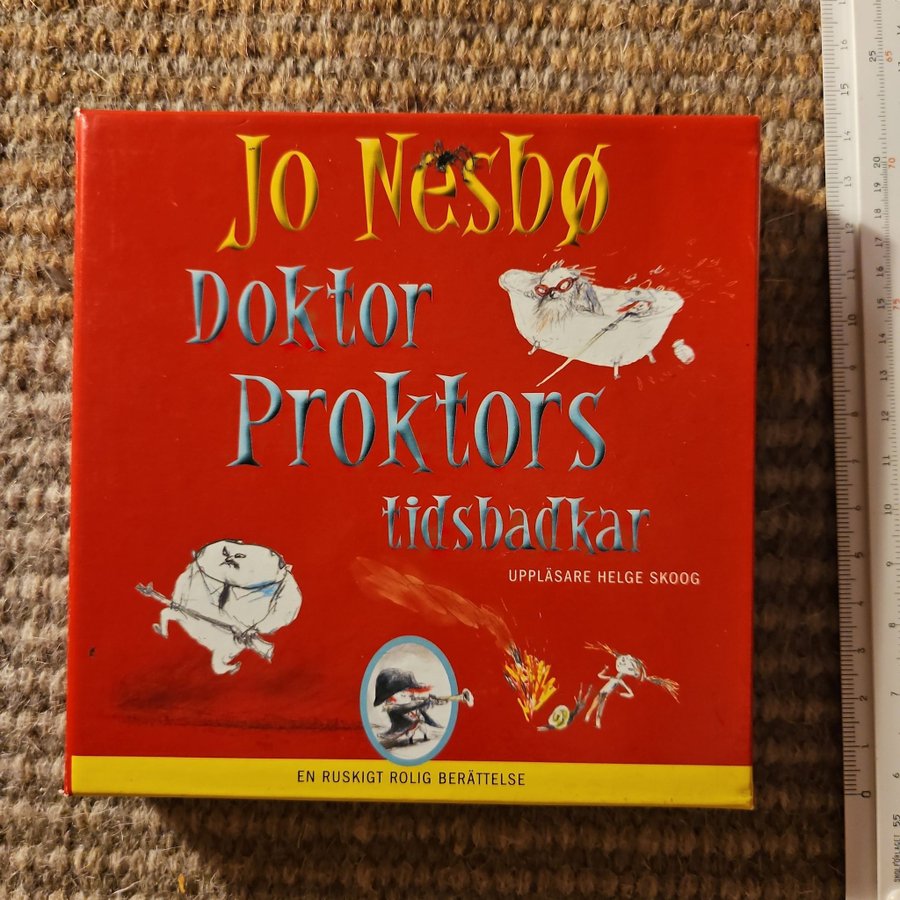 Jo Nesbø
Doktor
Proktors
tidsbadkar
UPPLÄSARE HELGE SKOOG
EN RUSKIGT ROLIG BERÄTTELSE